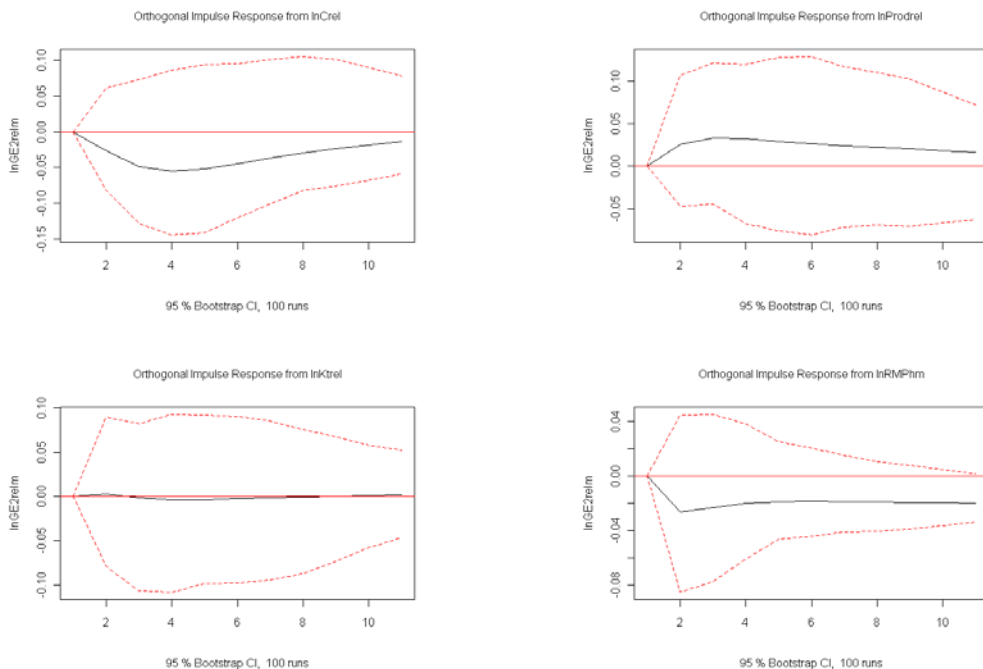 Orthogonal Impulse Response from lnCrel
lnGE2relm
0.10
0.05
0.00
-0.05
-0.10
-0.15
2 4 6 8 10
95 % Bootstrap CI, 100 runs
Orthogonal Impulse Response from lnProdrel
lnGE2relm
0.10
0.05
0.00
-0.05
2 4 6 8 10
95 % Bootstrap CI, 100 runs
Orthogonal Impulse Response from lnKtrel
lnGE2relm
0.10
0.05
0.00
-0.05
-0.10
2 4 6 8 10
95 % Bootstrap CI, 100 runs
Orthogonal Impulse Response from lnRMPhm
lnGE2relm
0.04
0.00
-0.04
-0.08
2 4 6 8 10
95 % Bootstrap CI, 100 runs